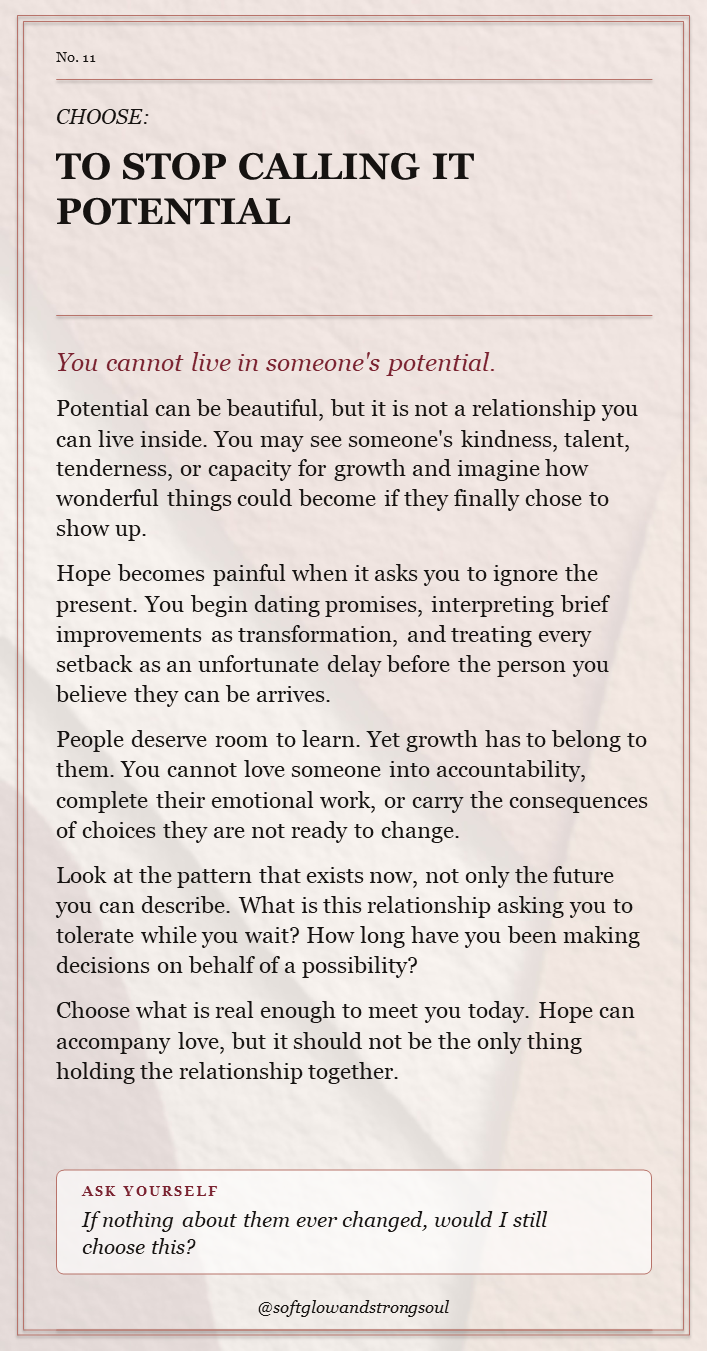 No. 11
CHOOSE:
TO STOP CALLING IT
POTENTIAL
You cannot live in someone's potential.
Potential can be beautiful, but it is not a relationship you
can live inside. You may see someone's kindness, talent,
tenderness, or capacity for growth and imagine how
wonderful things could become if they finally chose to
show up.
Hope becomes painful when it asks you to ignore the
present. You begin dating promises, interpreting brief
improvements as transformation, and treating every
setback as an unfortunate delay before the person you
believe they can be arrives.
People deserve room to learn. Yet growth has to belong to
them. You cannot love someone into accountability,
complete their emotional work, or carry the consequences
of choices they are not ready to change.
Look at the pattern that exists now, not only the future
you can describe. What is this relationship asking you to
tolerate while you wait? How long have you been making
decisions on behalf of a possibility?
Choose what is real enough to meet you today. Hope can
accompany love, but it should not be the only thing
holding the relationship together.
ASK YOURSELF
If nothing about them ever changed, would I still
choose this?
@softglowandstrongsoul